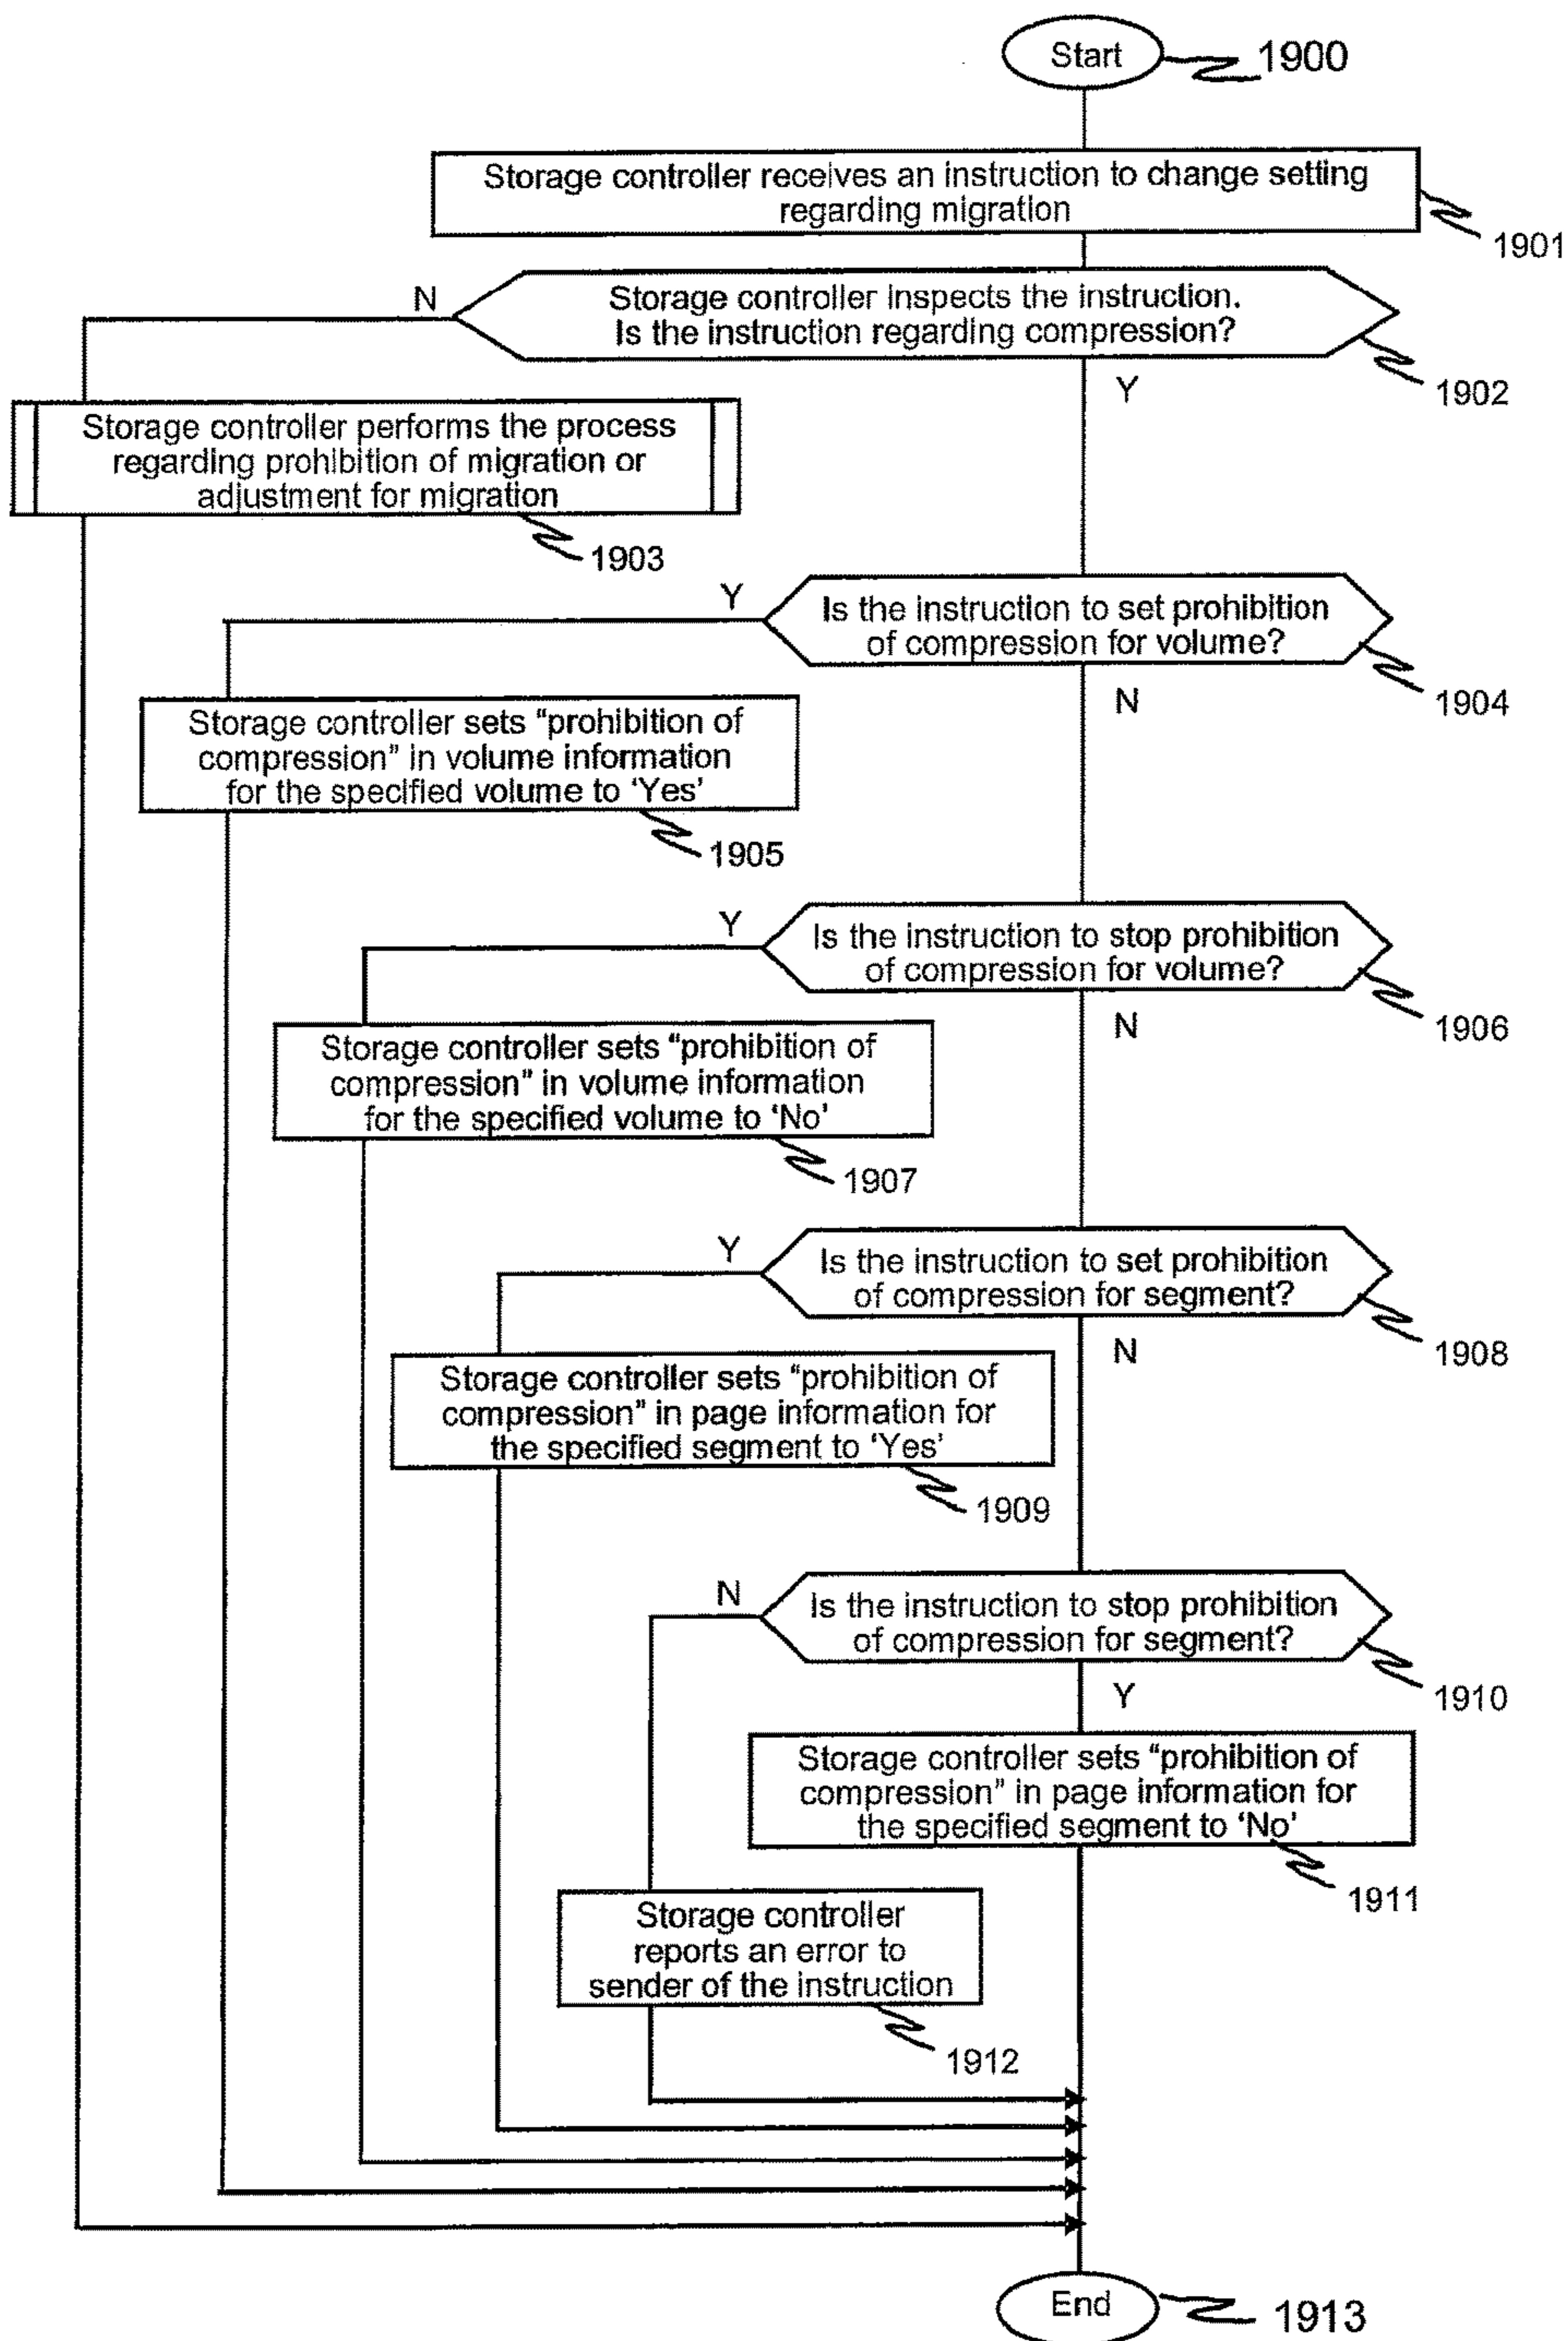 Start
1900
Storage controller receives an instruction to change setting
regarding migration
1901
N
Storage controller inspects the instruction.
Is the instruction regarding compression?
1902
Y
Storage controller performs the process
regarding prohibition of migration or
adjustment for migration
1903
Y
Is the instruction to set prohibition
of compression for volume?
1904
N
Storage controller sets “prohibition of
compression” in volume information
for the specified volume to ‘Yes’
1905
Y
Is the instruction to stop prohibition
of compression for volume?
1906
N
Storage controller sets “prohibition of
compression” in volume information
for the specified volume to ‘No’
1907
Y
Is the instruction to set prohibition
of compression for segment?
1908
N
Storage controller sets “prohibition of
compression” in page information for
the specified segment to ‘Yes’
1909
N
Is the instruction to stop prohibition
of compression for segment?
1910
Y
Storage controller sets “prohibition of
compression” in page information for
the specified segment to ‘No’
1911
Storage controller
reports an error to
sender of the instruction
1912
End
1913